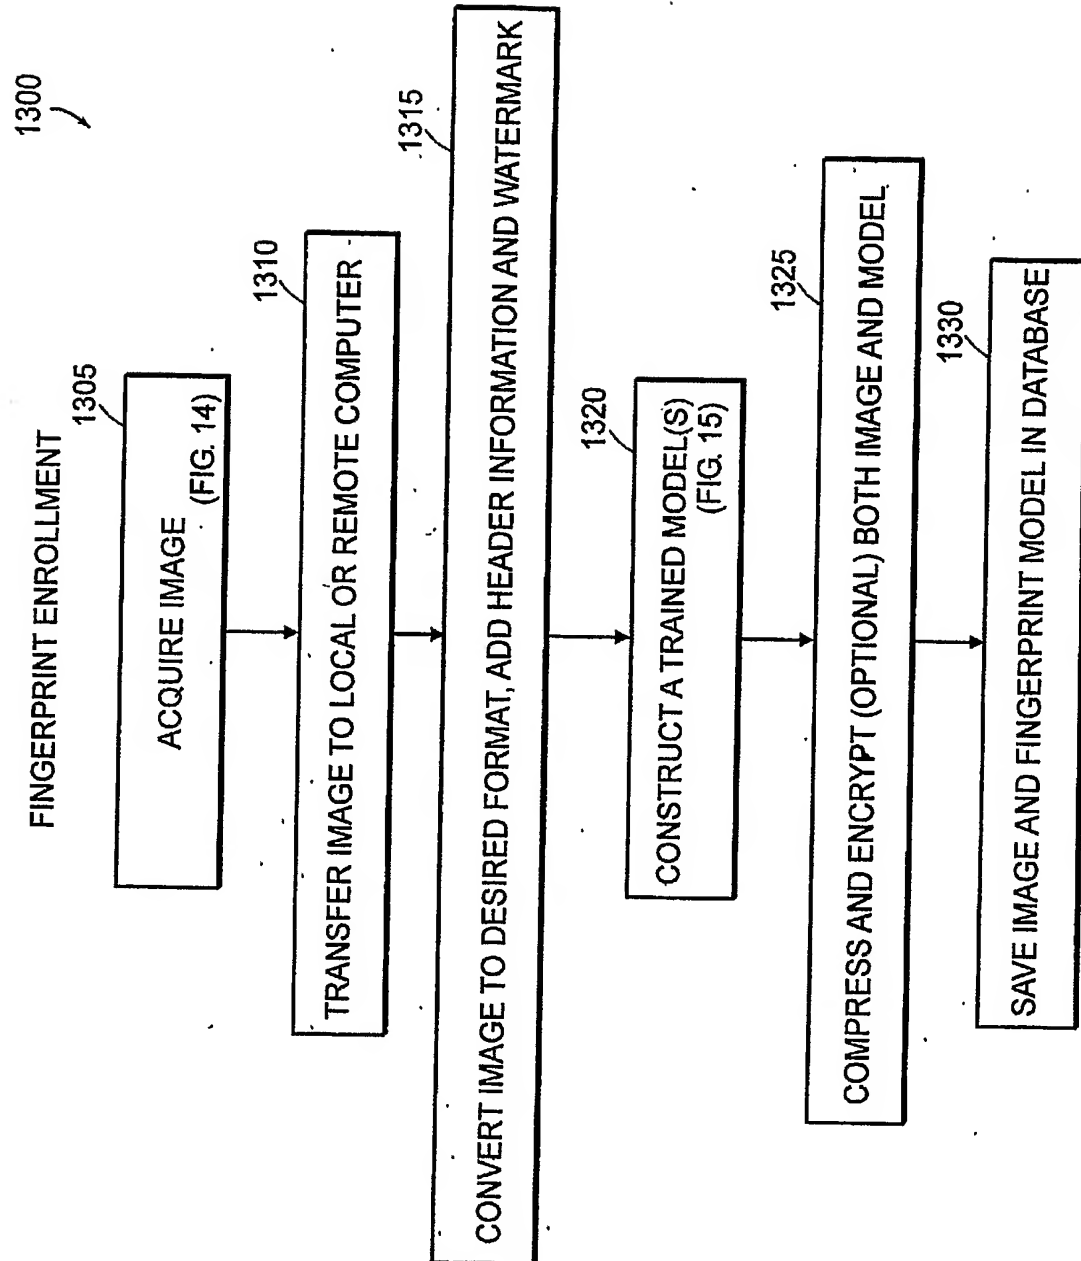 FINGERPRINT ENROLLMENT
1300
1305
ACQUIRE IMAGE
(FIG. 14)
1310
TRANSFER IMAGE TO LOCAL OR REMOTE COMPUTER
1315
CONVERT IMAGE TO DESIRED FORMAT, ADD HEADER INFORMATION AND WATERMARK
1320
CONSTRUCT A TRAINED MODEL(S)
(FIG. 15)
1325
COMPRESS AND ENCRYPT (OPTIONAL) BOTH IMAGE AND MODEL
1330
SAVE IMAGE AND FINGERPRINT MODEL IN DATABASE